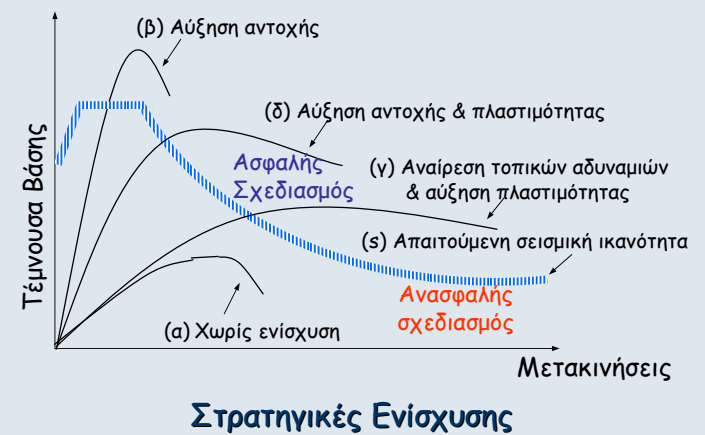 (β) Αύξηση αντοχής
(δ) Αύξηση αντοχής & πλαστιμότητας
Ασφαλής
Σχεδιασμός
(γ) Αναίρεση τοπικών αδυναμιών
& αύξηση πλαστιμότητας
(s) Απαιτούμενη σεισμική ικανότητα
Ανασφαλής
σχεδιασμός
(α) Χωρίς ενίσχυση
Τέμνουσα Βάσης
Μετακινήσεις
Στρατηγικές Ενίσχυσης